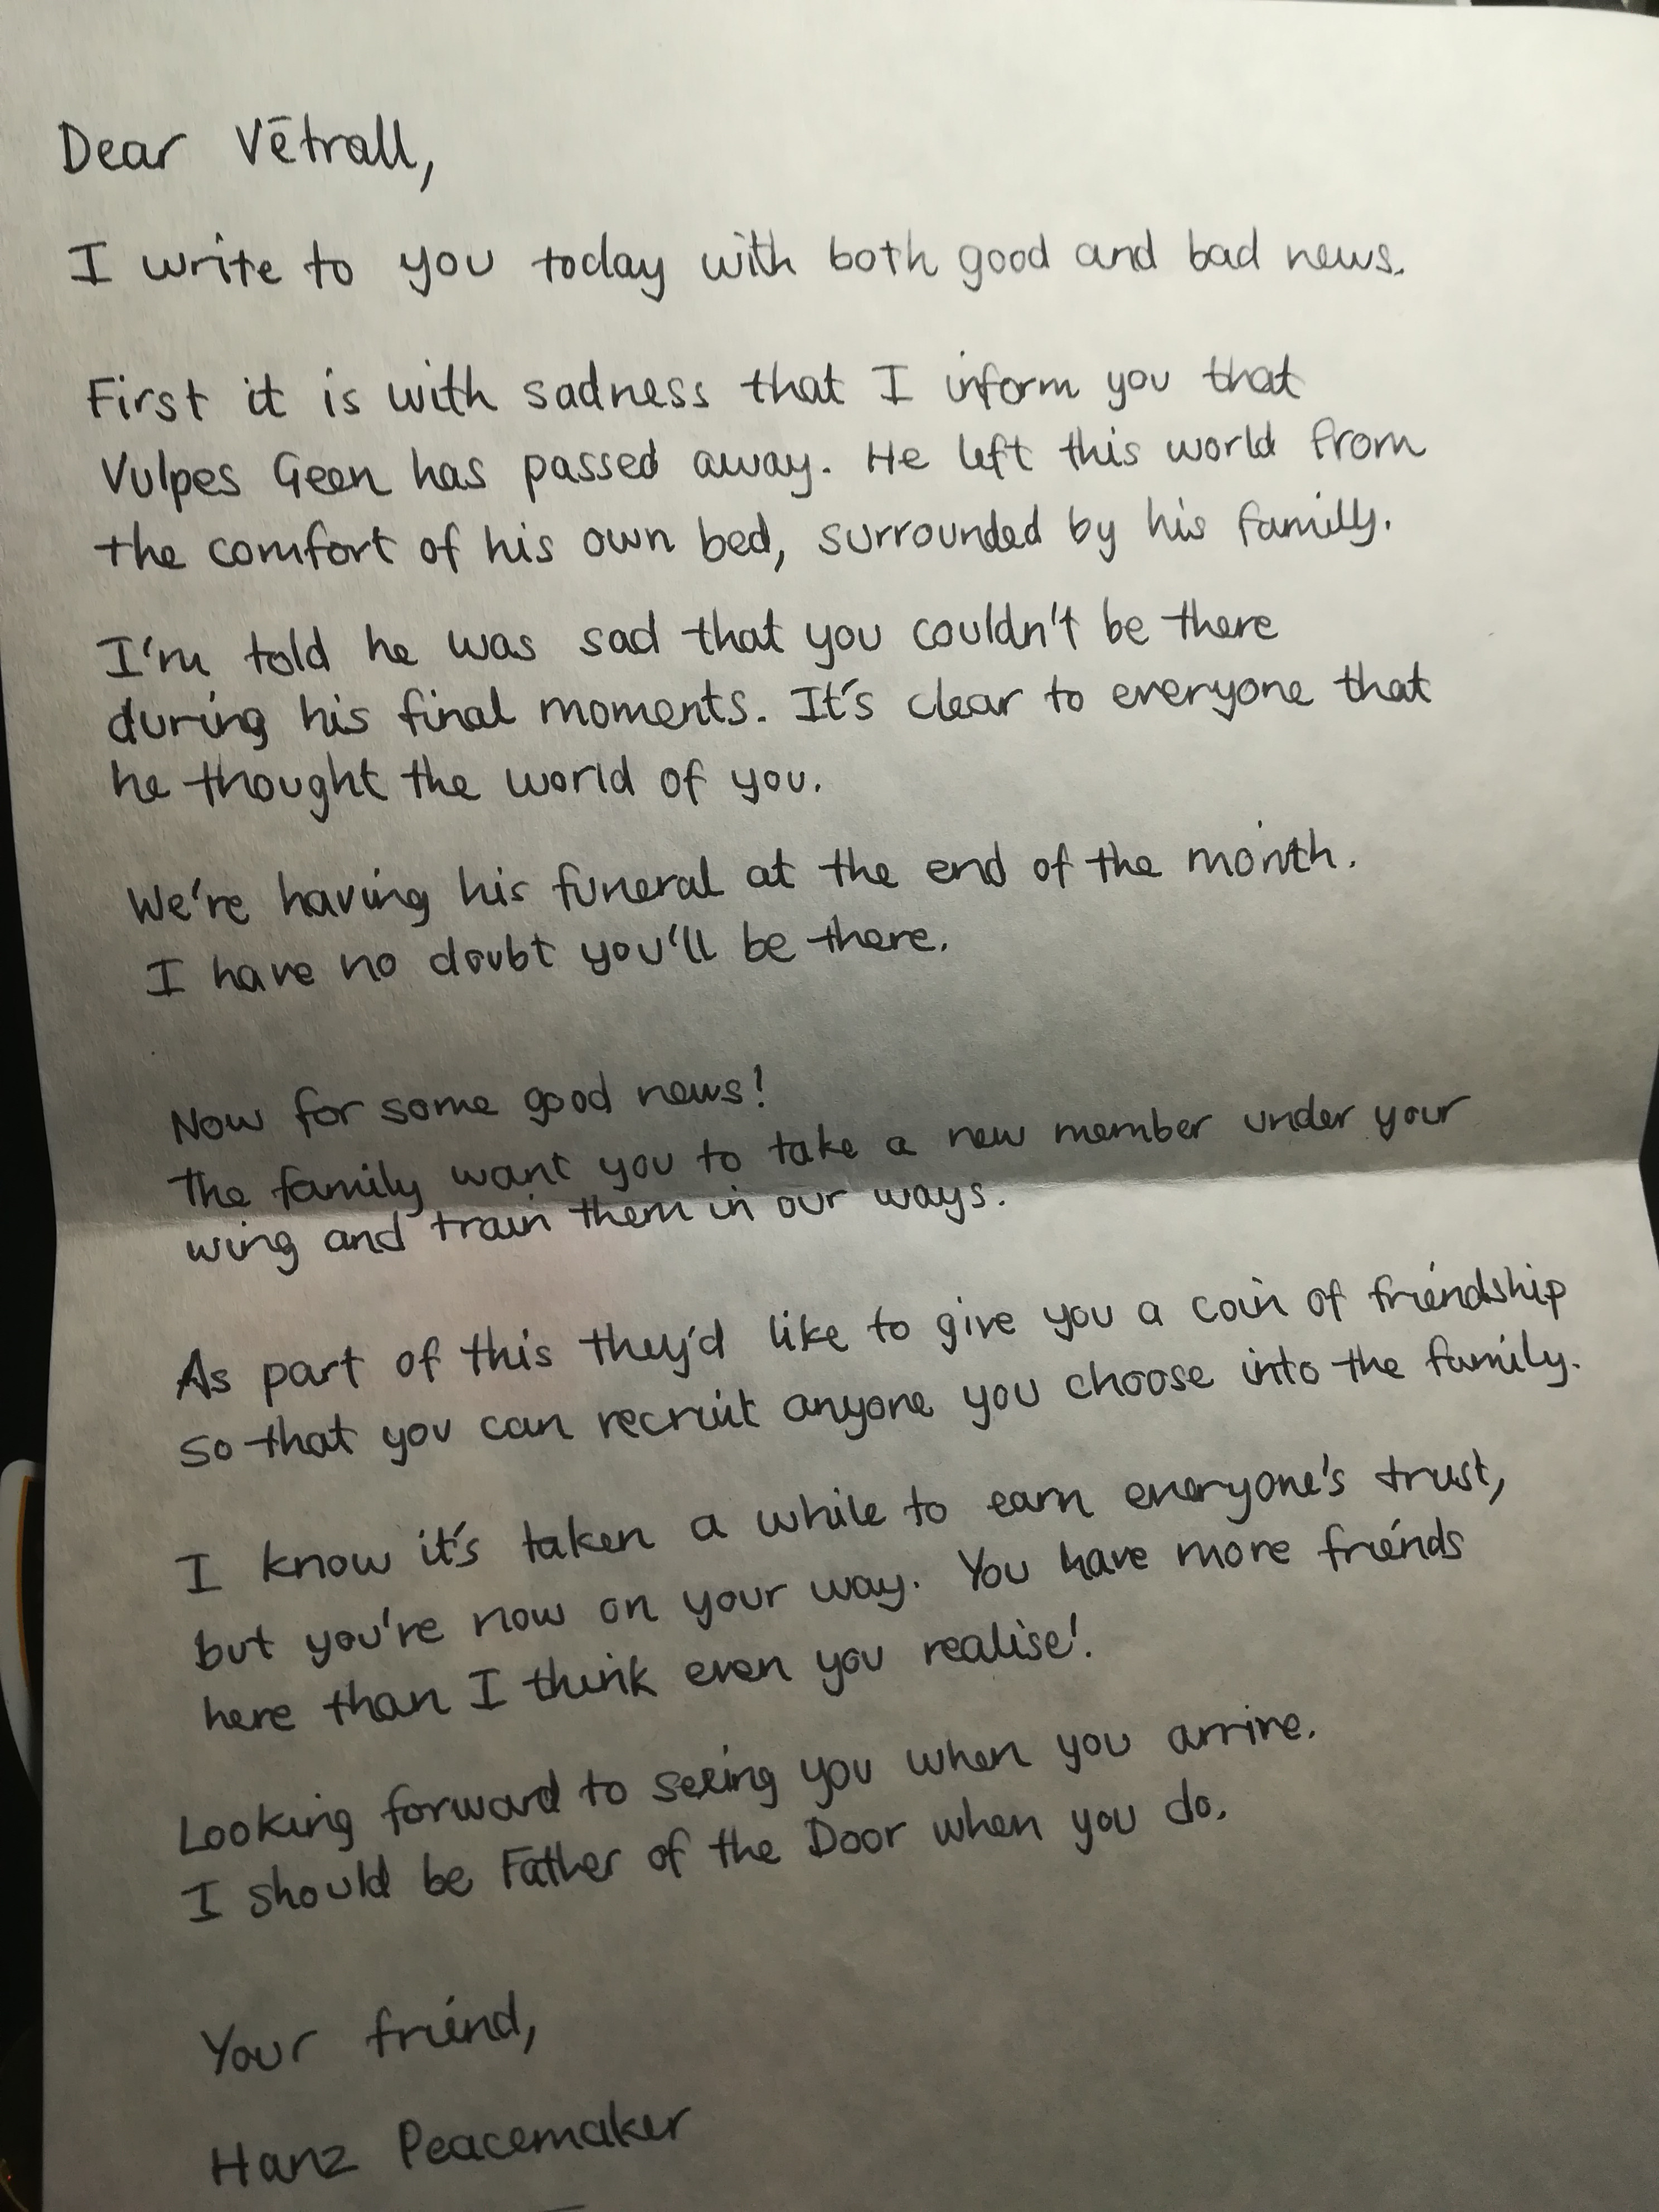 Dear Vētrall,
I write to you today with both good and bad news.
First it is with sadness that I inform you that
Vulpes Geen has passed away. He left this world from
the comfort of his own bed, surrounded by his family.
I'm told he was sad that you couldn't be there
during his final moments. It's clear to everyone that
he thought the world of you.
We're having his funeral at the end of the month.
I have no doubt you'll be there.
Now for some good news!
The family want you to take a new member under your
wing and train them in our ways.
As part of this they'd like to give you a coin of friendship
so that you can recruit anyone you choose into the family.
I know it's taken a while to earn everyone's trust,
but you're now on your way. You have more friends
here than I think even you realise!
Looking forward to seeing you when you arrive.
I should be Father of the Door when you do.
Your friend,
Hanz Peacemaker